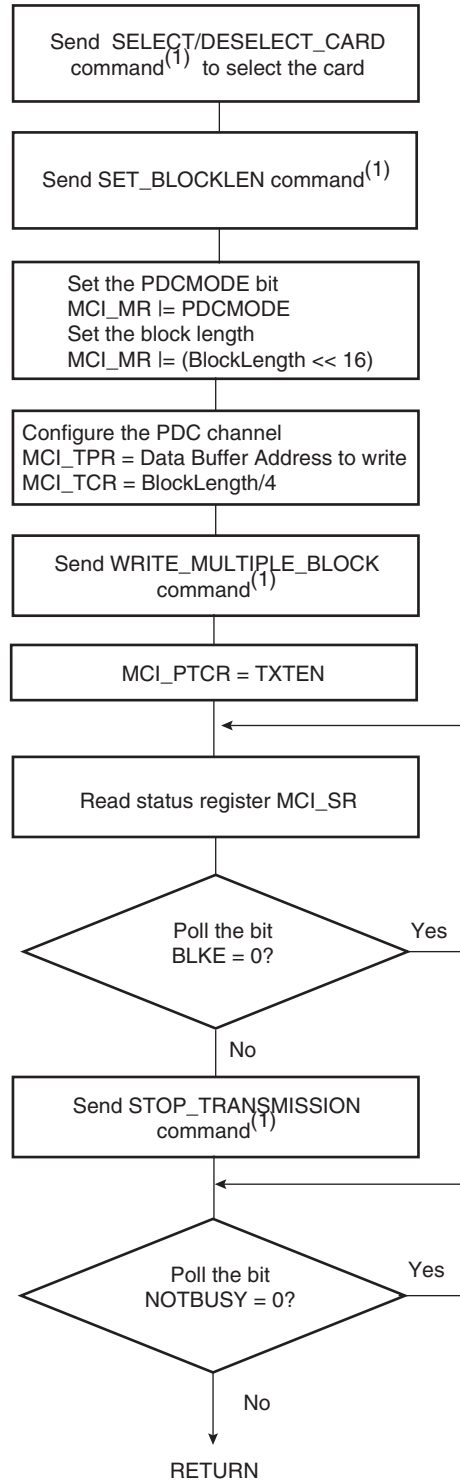 Send SELECT/DESELECT_CARD
command(1) to select the card
Send SET_BLOCKLEN command(1)
Set the PDCMODE bit
MCI_MR |= PDCMODE
Set the block length
MCI_MR |= (BlockLength << 16)
Configure the PDC channel
MCI_TPR = Data Buffer Address to write
MCI_TCR = BlockLength/4
Send WRITE_MULTIPLE_BLOCK
command(1)
MCI_PTCR = TXTEN
Read status register MCI_SR
Poll the bit
BLKE = 0?
Yes
No
Send STOP_TRANSMISSION
command(1)
Poll the bit
NOTBUSY = 0?
Yes
No
RETURN